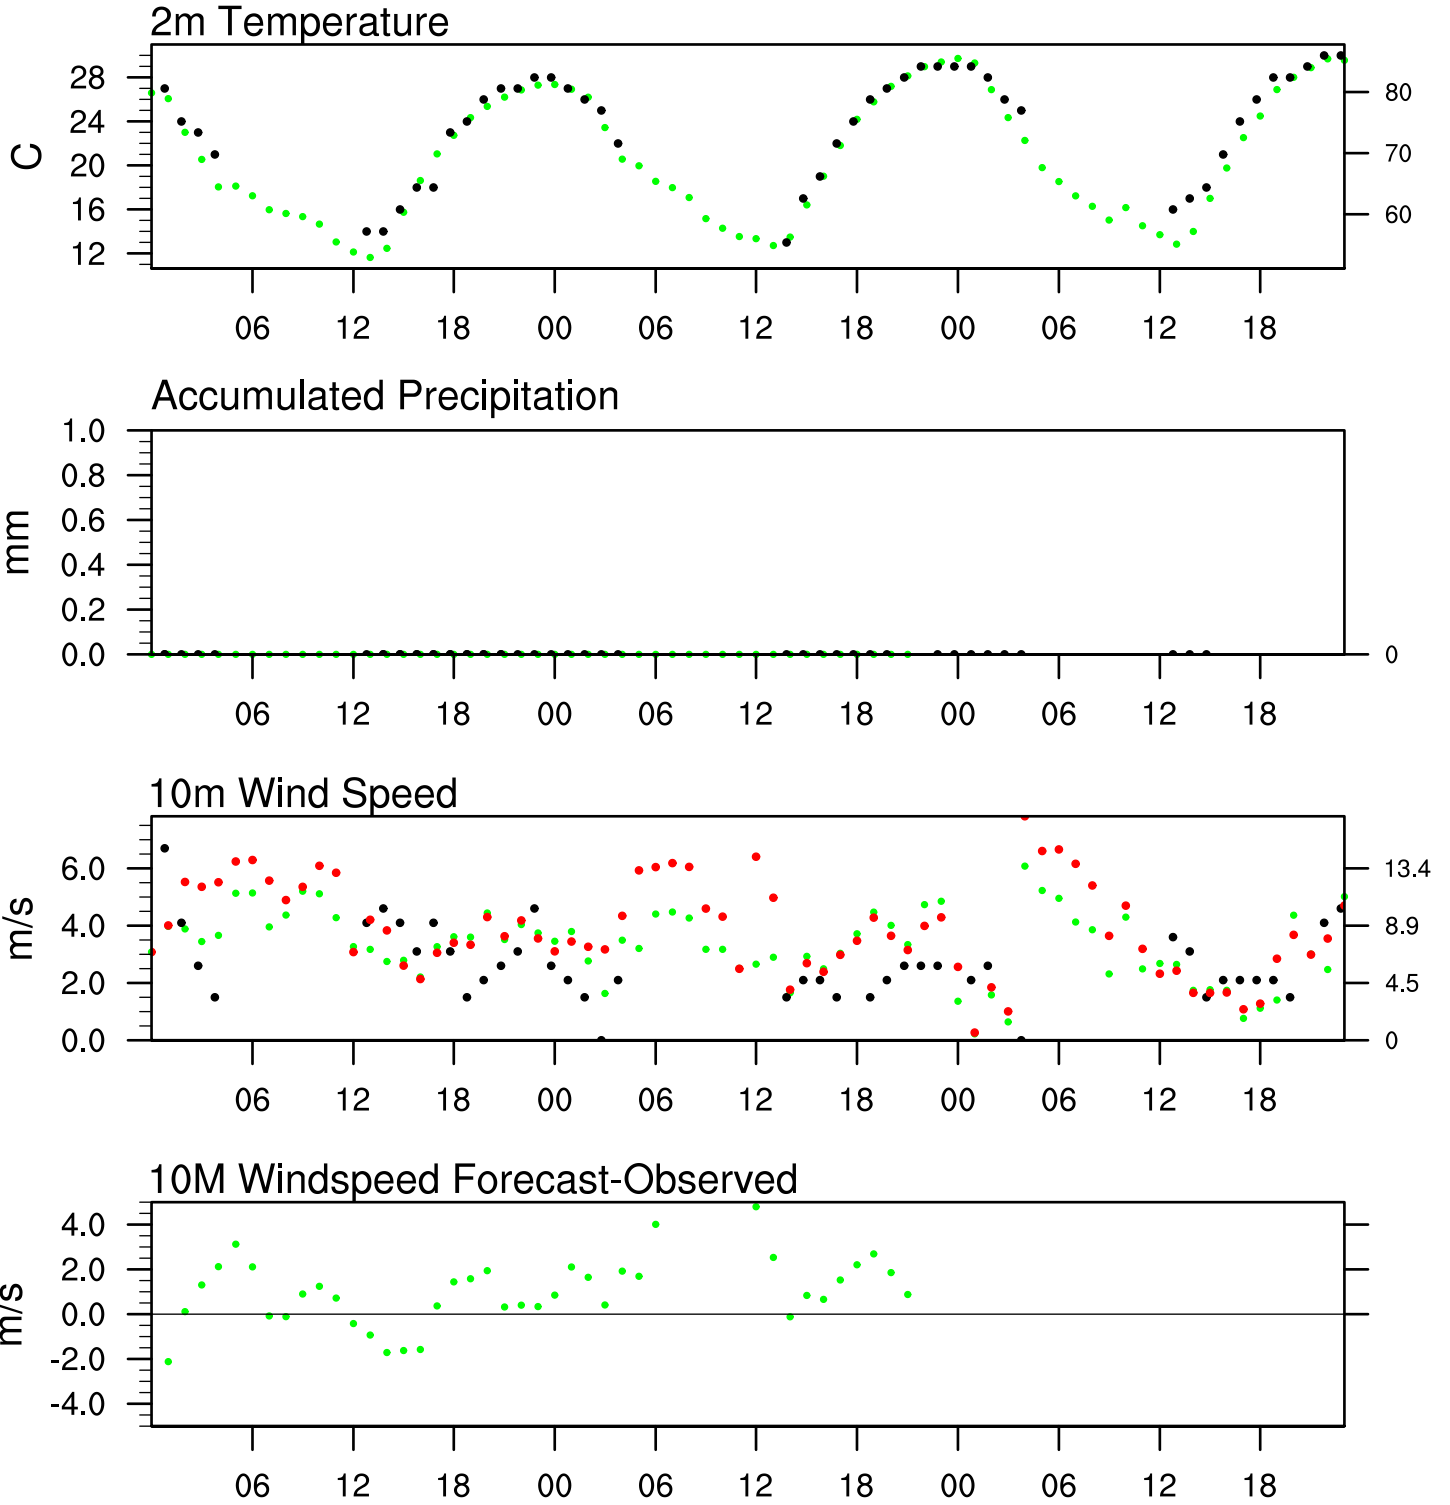 2m Temperature
28
24
20
16
12
C
80
70
60
06 12 18 00 06 12 18 00 06 12 18
Accumulated Precipitation
1.0
0.8
0.6
0.4
0.2
0.0
mm
0
06 12 18 00 06 12 18 00 06 12 18
10m Wind Speed
6.0
4.0
2.0
0.0
m/s
13.4
8.9
4.5
0
06 12 18 00 06 12 18 00 06 12 18
10M Windspeed Forecast-Observed
4.0
2.0
0.0
-2.0
-4.0
m/s
06 12 18 00 06 12 18 00 06 12 18